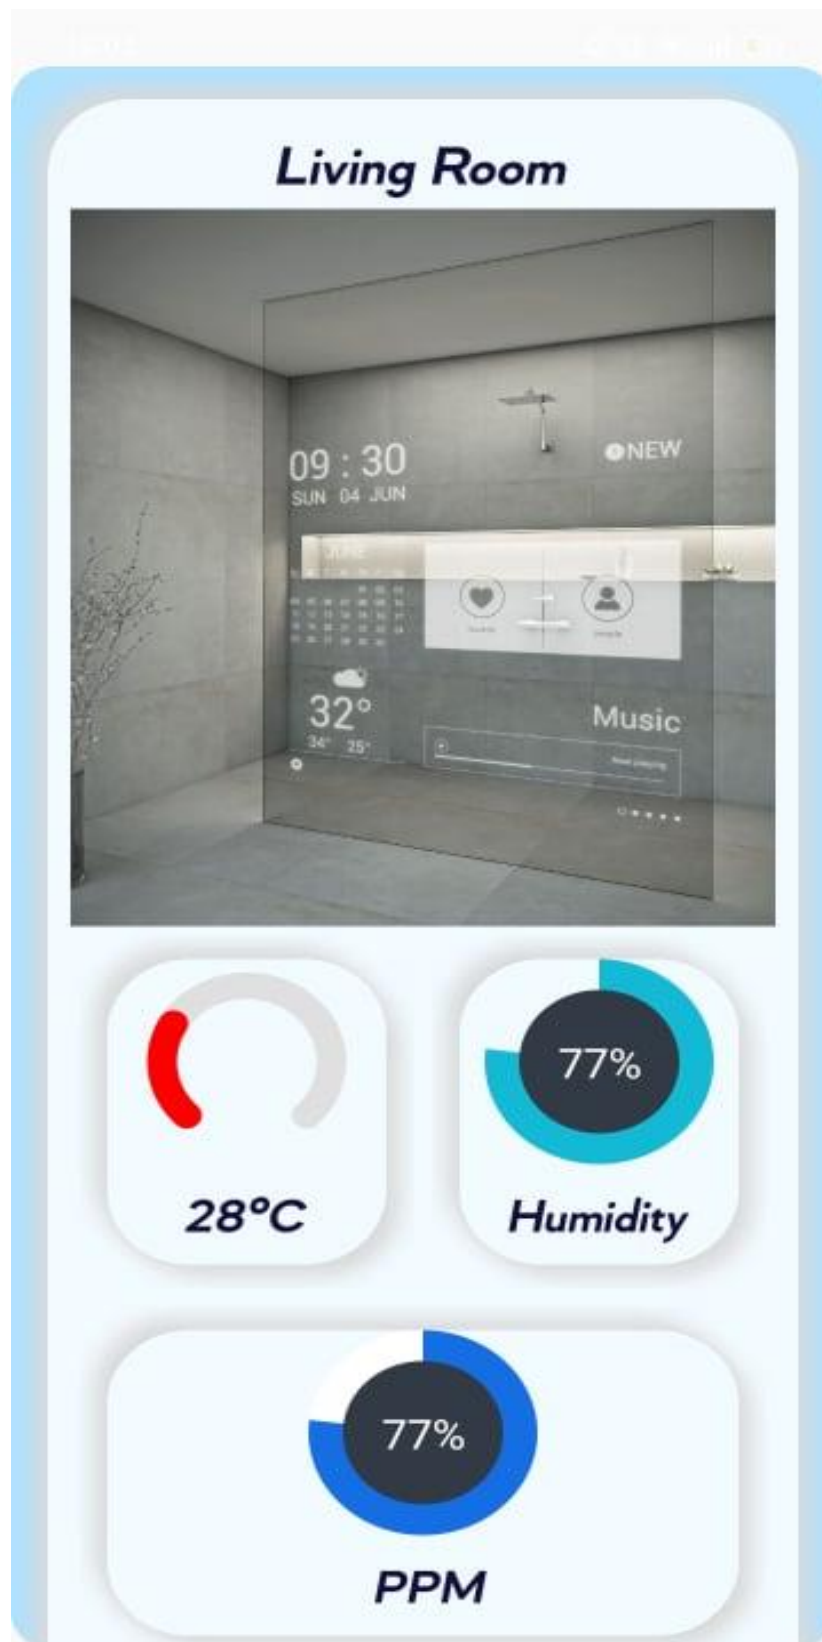 Living Room
09 : 30
NEW
SUN 04 JUN
JUNE
32°
34° 25°
Music
28°C
77%
Humidity
77%
PPM